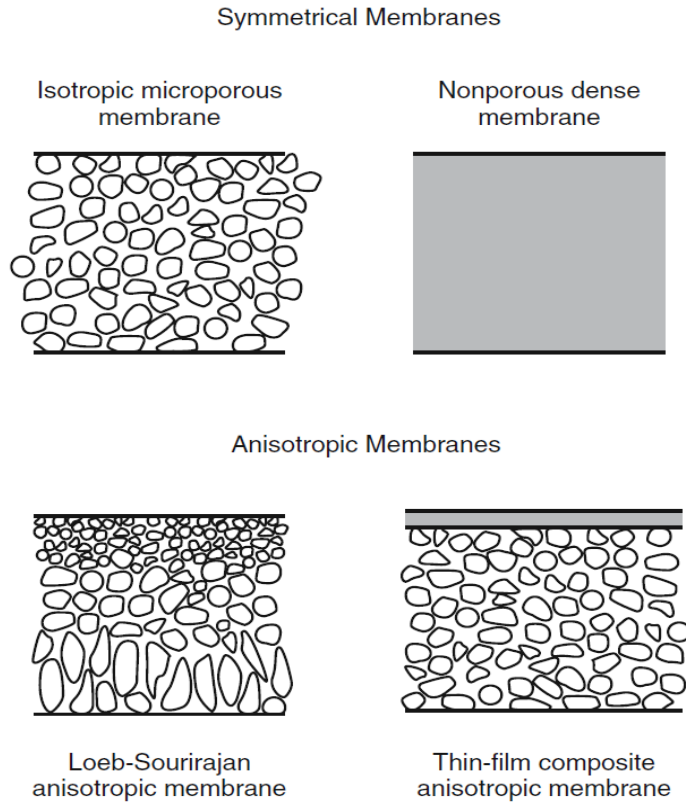 Symmetrical Membranes
Isotropic microporous
membrane
Nonporous dense
membrane
Anisotropic Membranes
Loeb-Sourirajan
anisotropic membrane
Thin-film composite
anisotropic membrane